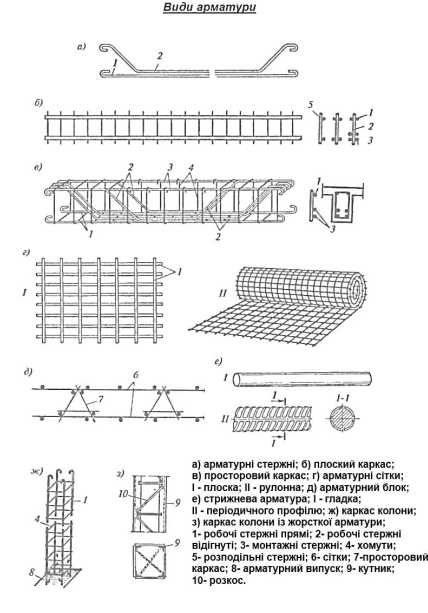 Види арматури
а)
1
2
б)
5
1
2
3
е)
2
3
4
1
2
1
3
г)
I
1
II
д)
6
7
е)
I
1
1-1
II
1
ж)
1
4
8
з)
10
9
9
а) арматурні стержні; б) плоский каркас;
в) просторовий каркас; г) арматурні сітки;
I - плоска; II - рулонна; д) арматурний блок;
е) стрижнева арматура; I - гладка;
II - періодичного профілю; ж) каркас колони;
з) каркас колони із жорсткої арматури;
1- робочі стержні прямі; 2- робочі стержні
відігнуті; 3- монтажні стержні; 4- хомути;
5- розподільні стержні; 6- сітки; 7-просторовий
каркас; 8- арматурний випуск; 9- кутник;
10- розкос.